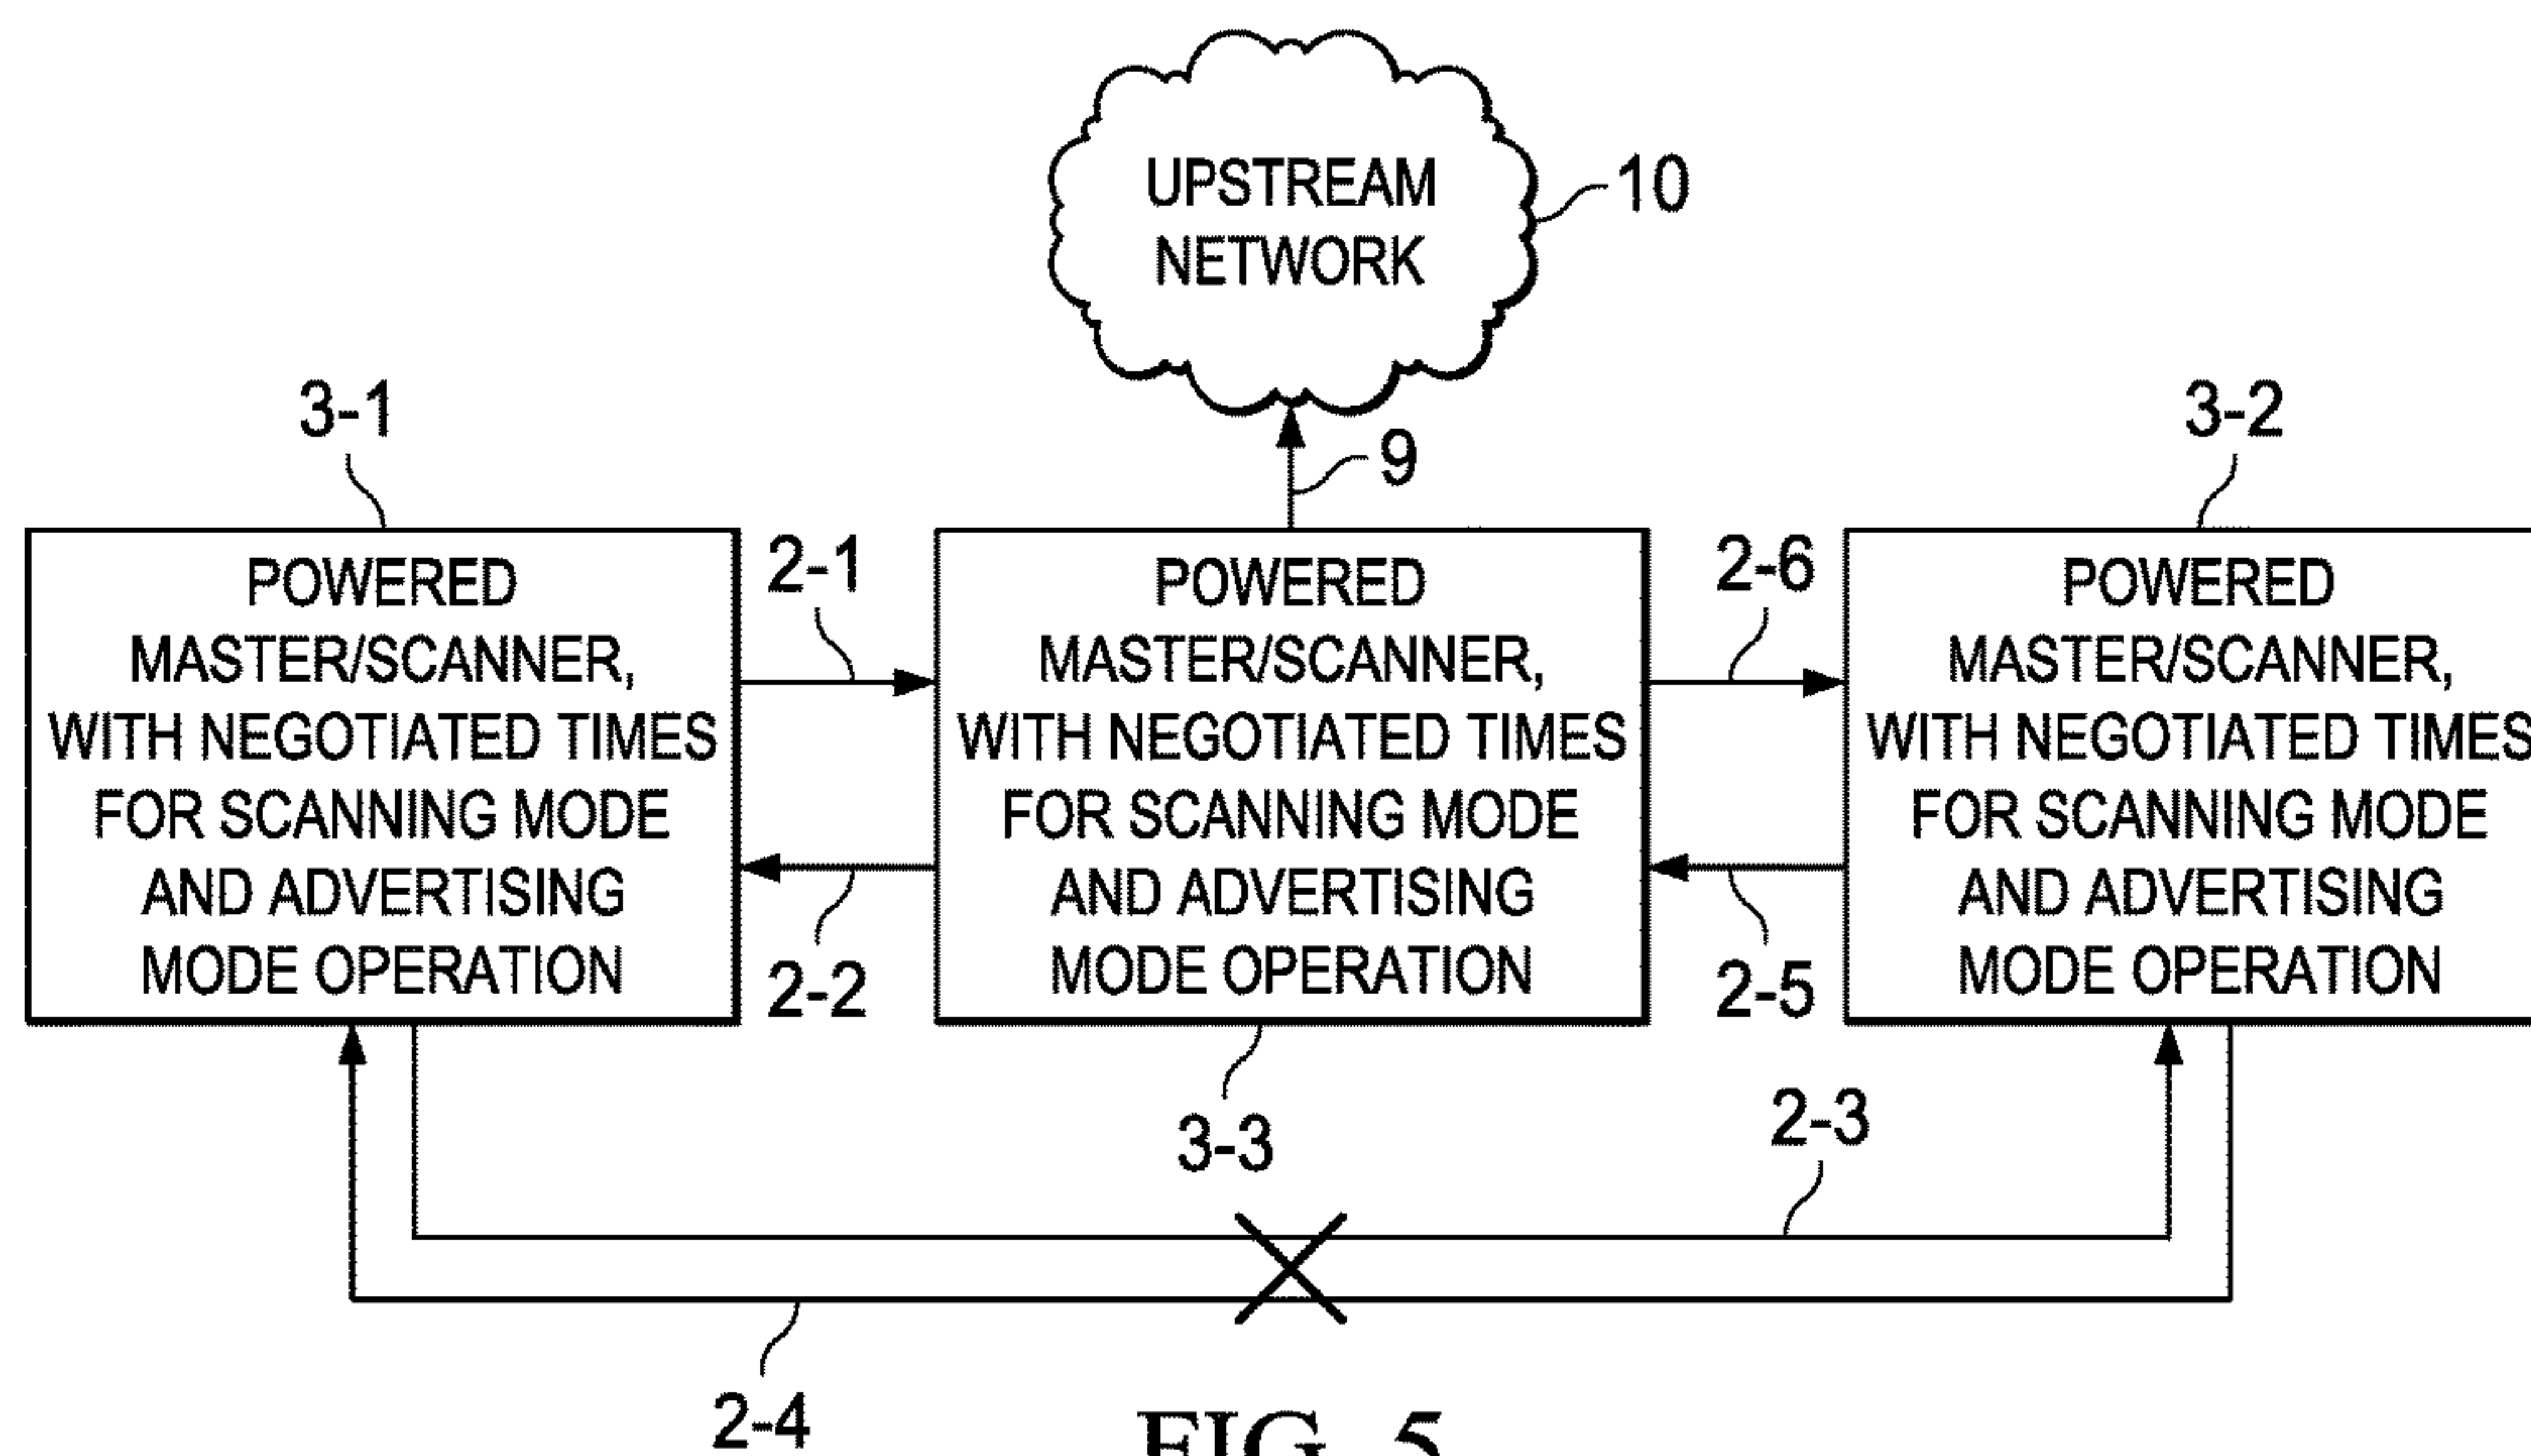 UPSTREAM
NETWORK
10
9
3-1
3-2
POWERED
MASTER/SCANNER,
WITH NEGOTIATED TIMES
FOR SCANNING MODE
AND ADVERTISING
MODE OPERATION
2-1
2-2
POWERED
MASTER/SCANNER,
WITH NEGOTIATED TIMES
FOR SCANNING MODE
AND ADVERTISING
MODE OPERATION
2-6
2-5
POWERED
MASTER/SCANNER,
WITH NEGOTIATED TIMES
FOR SCANNING MODE
AND ADVERTISING
MODE OPERATION
3-3
2-3
2-4
FIG. 5